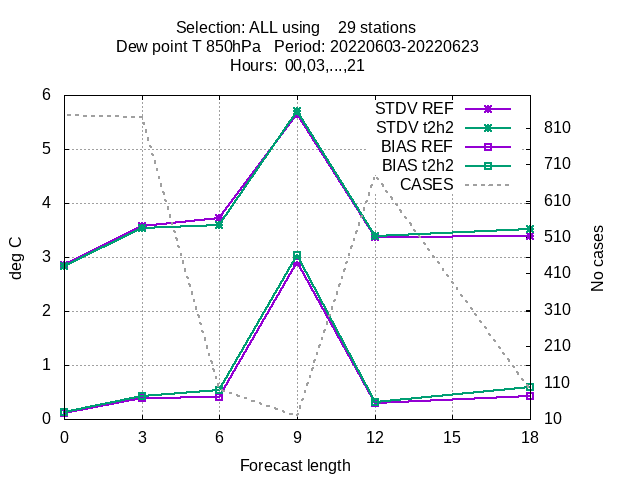 Selection: ALL using    29 stations
Dew point T 850hPa   Period: 20220603-20220623
Hours:  00,03,...,21
STDV REF
STDV t2h2
BIAS REF
BIAS t2h2
CASES
6
5
4
3
2
1
0
deg C
810
710
610
510
410
310
210
110
10
No cases
0 3 6 9 12 15 18
Forecast length